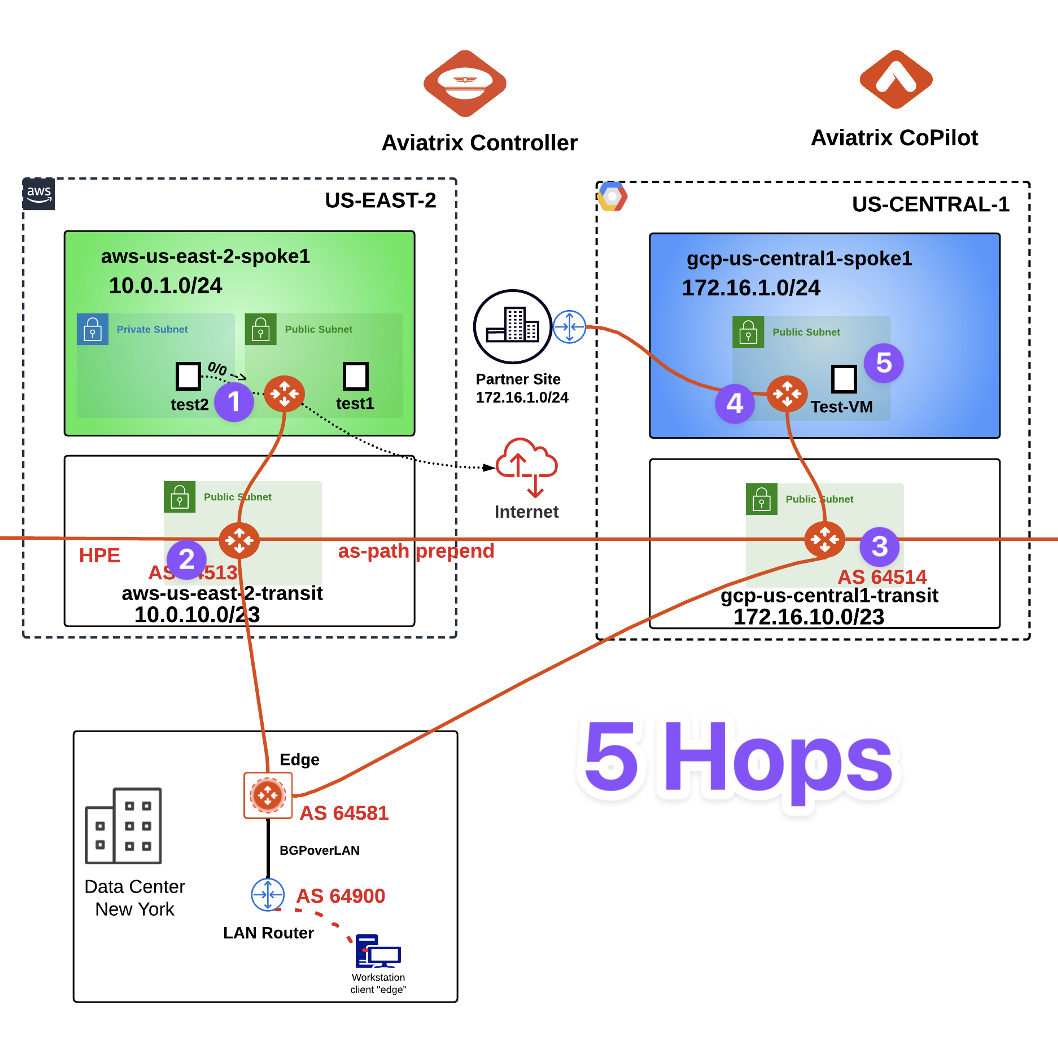 Aviatrix Controller
Aviatrix CoPilot
aws
US-EAST-2
aws-us-east-2-spoke1
10.0.1.0/24
Private Subnet
Public Subnet
0/0
test2
1
test1
Partner Site
172.16.1.0/24
Internet
US-CENTRAL-1
gcp-us-central1-spoke1
172.16.1.0/24
Public Subnet
5
4
Test-VM
Public Subnet
HPE
2
as-path prepend
aws-us-east-2-transit
10.0.10.0/23
Public Subnet
3
AS 64514
gcp-us-central1-transit
172.16.10.0/23
5 Hops
Edge
AS 64581
BGPoverLAN
Data Center
New York
AS 64900
LAN Router
Workstation
client "edge"